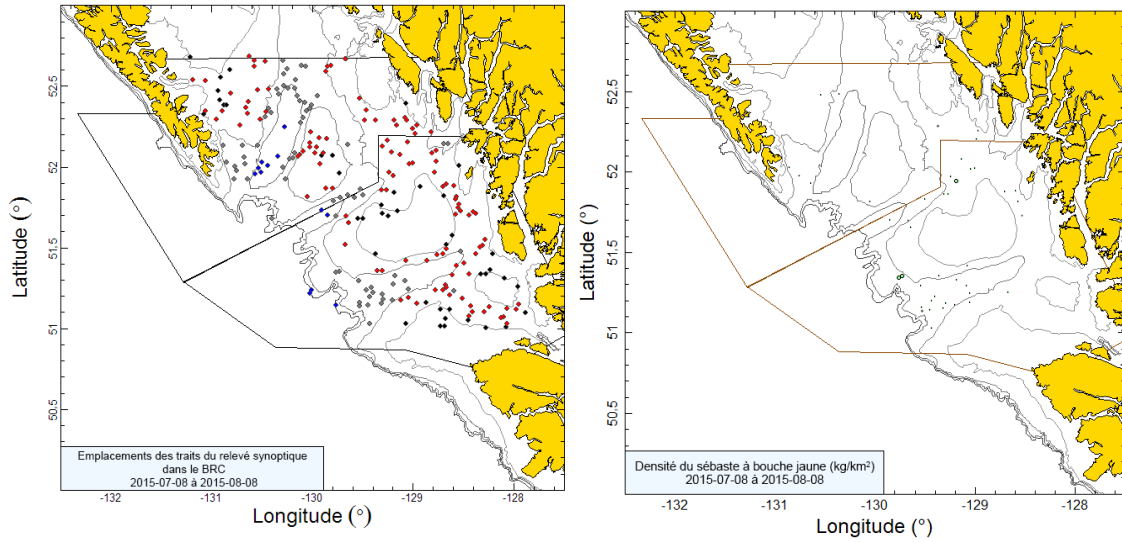 52.5
52
51.5
51
50.5
Latitude (°)
Emplacements des traits du relevé synoptique
dans le BRC
2015-07-08 à 2015-08-08
-132
-131
-130
-129
-128
Longitude (°)
52.5
52
51.5
51
50.5
Latitude (°)
Densité du sébaste à bouche jaune (kg/km²)
2015-07-08 à 2015-08-08
-132
-131
-130
-129
-128
Longitude (°)